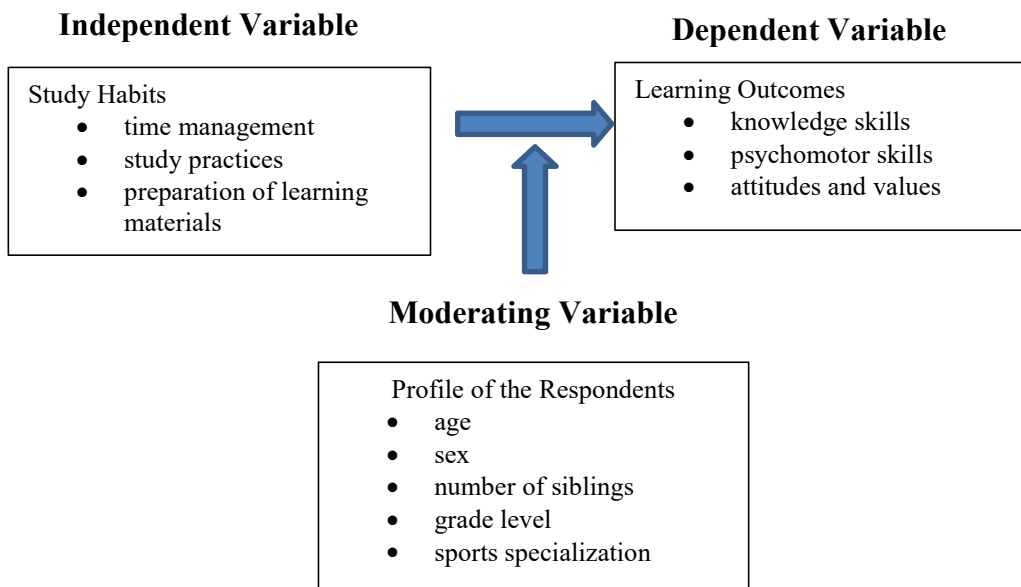 Independent Variable
Study Habits
• time management
• study practices
• preparation of learning
materials
Dependent Variable
Learning Outcomes
• knowledge skills
• psychomotor skills
• attitudes and values
Moderating Variable
Profile of the Respondents
• age
• sex
• number of siblings
• grade level
• sports specialization